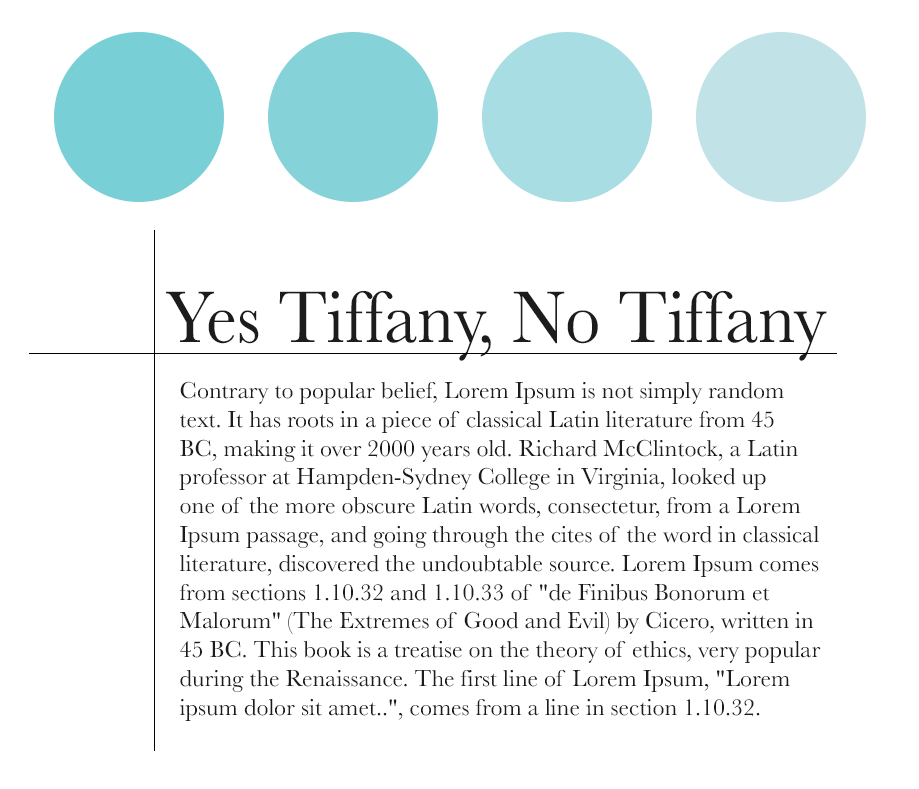 Yes Tiffany, No Tiffany
Contrary to popular belief, Lorem Ipsum is not simply random
text. It has roots in a piece of classical Latin literature from 45
BC, making it over 2000 years old. Richard McClintock, a Latin
professor at Hampden-Sydney College in Virginia, looked up
one of the more obscure Latin words, consectetur, from a Lorem
Ipsum passage, and going through the cites of the word in classical
literature, discovered the undoubtable source. Lorem Ipsum comes
from sections 1.10.32 and 1.10.33 of "de Finibus Bonorum et
Malorum" (The Extremes of Good and Evil) by Cicero, written in
45 BC. This book is a treatise on the theory of ethics, very popular
during the Renaissance. The first line of Lorem Ipsum, "Lorem
ipsum dolor sit amet..", comes from a line in section 1.10.32.